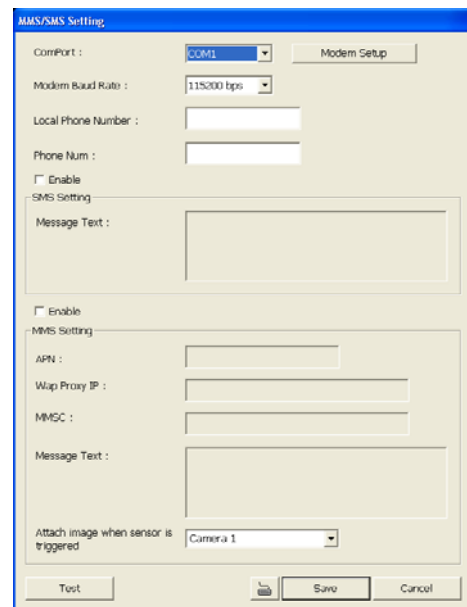 MMS/SMS Setting
ComPort : COM1 Modem Setup
Modem Baud Rate : 115200 bps
Local Phone Number :
Phone Num :
Enable
SMS Setting
Message Text :
Enable
MMS Setting
APN :
Wap Proxy IP :
MMSC :
Message Text :
Attach image when sensor is
triggered Camera 1
Test Save Cancel